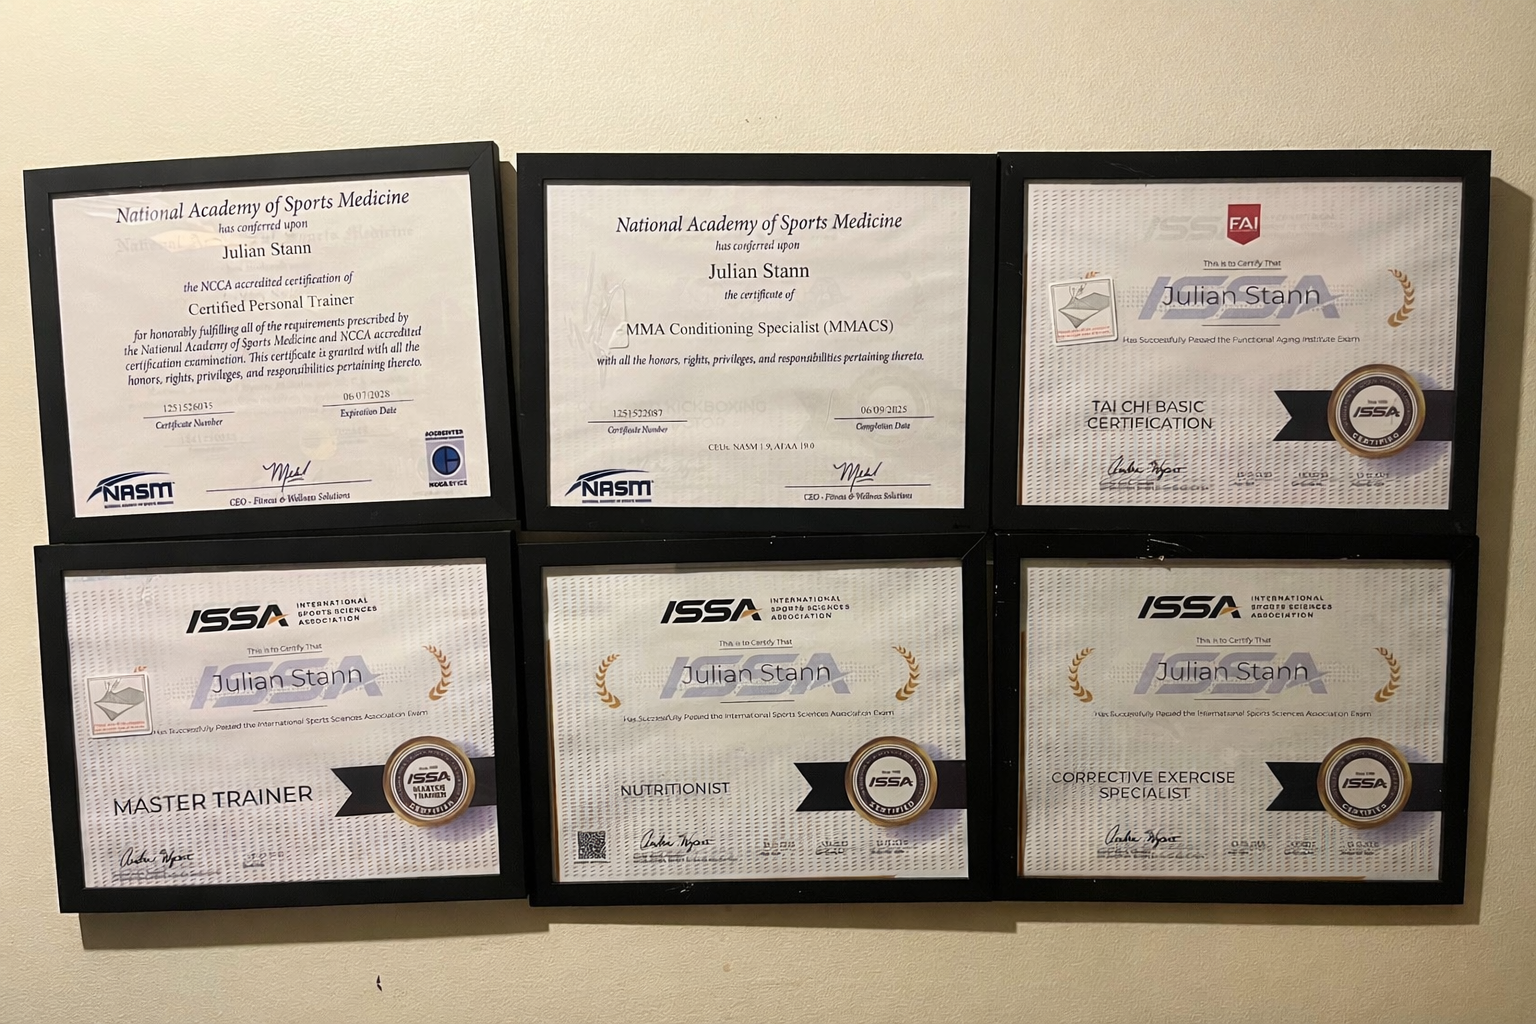 National Academy of Sports Medicine
has conferred upon
Julian Stann
the NCCA accredited certification of
Certified Personal Trainer
for honorably fulfilling all of the requirements prescribed by
the National Academy of Sports Medicine and NCCA accredited
certification examination. This certificate is granted with all the
honors, rights, privileges, and responsibilities pertaining thereto.
06/07/2028
Certificate Number
Expiration Date
NASM
CEO - Fitness & Wellness Solutions
National Academy of Sports Medicine
has conferred upon
Julian Stann
the certificate of
MMA Conditioning Specialist (MMACS)
with all the honors, rights, privileges, and responsibilities pertaining thereto.
1251522087
06/09/2025
Certificate Number
Completion Date
CEUs: NASM 1.9, AFAA 19.0
NASM
CEO - Fitness & Wellness Solutions
FAI
This is to Certify That
ISSA
Julian Stann
Has Successfully Passed the Functional Aging Institute Exam
TAI CHI BASIC
CERTIFICATION
ISSA
CERTIFIED
ISSA INTERNATIONAL
SPORTS SCIENCES
ASSOCIATION
This is to Certify That
ISSA
Julian Stann
Has Successfully Passed the International Sports Sciences Association Exam
MASTER TRAINER
ISSA
MASTER
TRAINER
CERTIFIED
ISSA INTERNATIONAL
SPORTS SCIENCES
ASSOCIATION
This is to Certify That
ISSA
Julian Stann
Has Successfully Passed the International Sports Sciences Association Exam
NUTRITIONIST
ISSA
CERTIFIED
ISSA INTERNATIONAL
SPORTS SCIENCES
ASSOCIATION
This is to Certify That
ISSA
Julian Stann
Has Successfully Passed the International Sports Sciences Association Exam
CORRECTIVE EXERCISE
SPECIALIST
ISSA
CERTIFIED